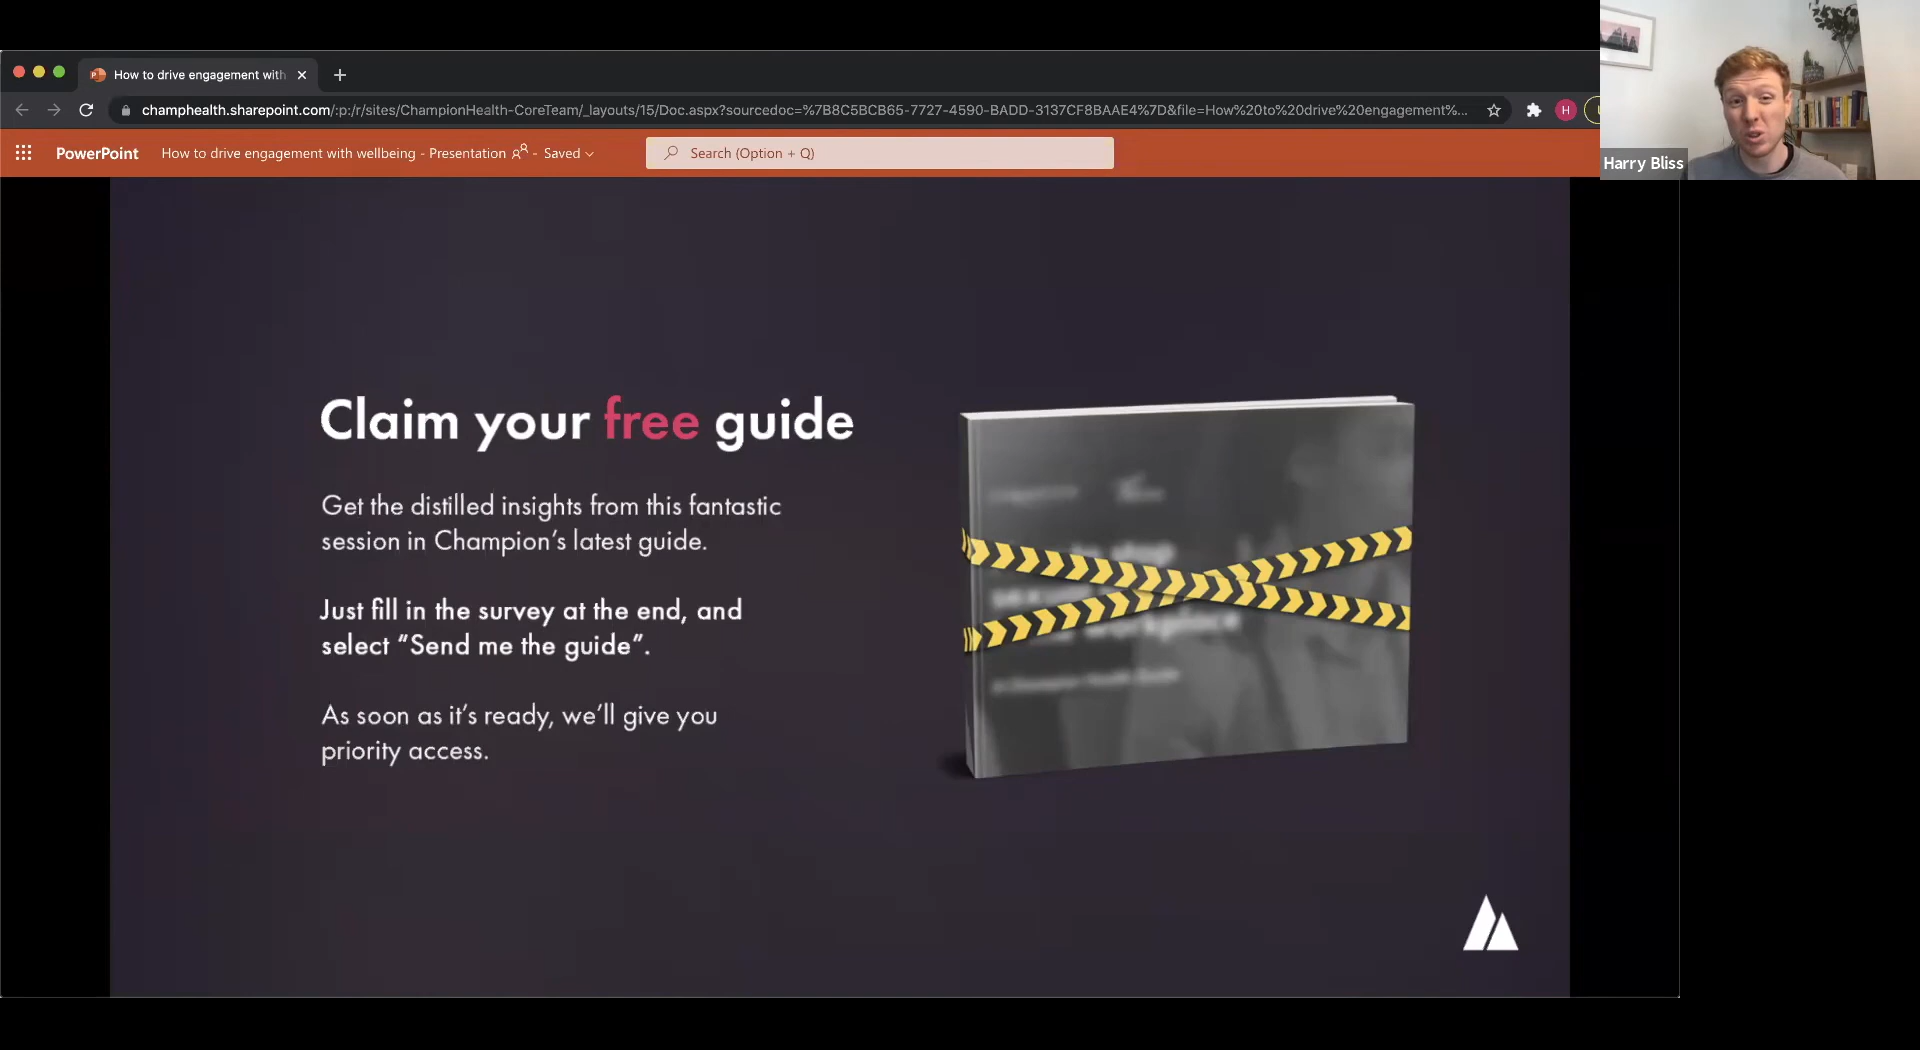 How to drive engagement with
champhealth.sharepoint.com/:p:/r/sites/ChampionHealth-CoreTeam/_layouts/15/Doc.aspx?sourcedoc=%7B8C5BCB65-7727-4590-BADD-3137CF8BAAE4%7D&file=How%20to%20drive%20engagement%...
H
PowerPoint
How to drive engagement with wellbeing - Presentation - Saved
Search (Option + Q)
Harry Bliss
Claim your free guide
Get the distilled insights from this fantastic
session in Champion's latest guide.
Just fill in the survey at the end, and
select “Send me the guide”.
As soon as it's ready, we'll give you
priority access.
stop
workplace